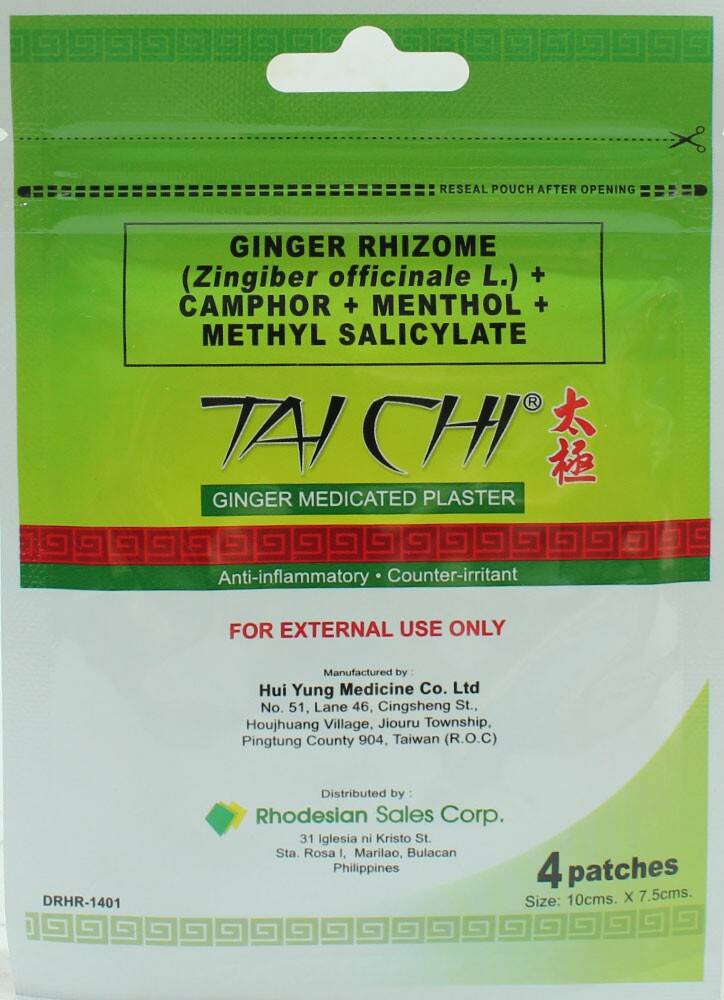 RESEAL POUCH AFTER OPENING
GINGER RHIZOME
(Zingiber officinale L.) +
CAMPHOR + MENTHOL +
METHYL SALICYLATE
TAI CHI® 太極
GINGER MEDICATED PLASTER
Anti-inflammatory • Counter-irritant
FOR EXTERNAL USE ONLY
Manufactured by :
Hui Yung Medicine Co. Ltd
No. 51, Lane 46, Cingsheng St.,
Houjhuang Village, Jiouru Township,
Pingtung County 904, Taiwan (R.O.C)
Distributed by :
Rhodesian Sales Corp.
31 Iglesia ni Kristo St.
Sta. Rosa I, Marilao, Bulacan
Philippines
4 patches
Size: 10cms. X 7.5cms.
DRHR-1401